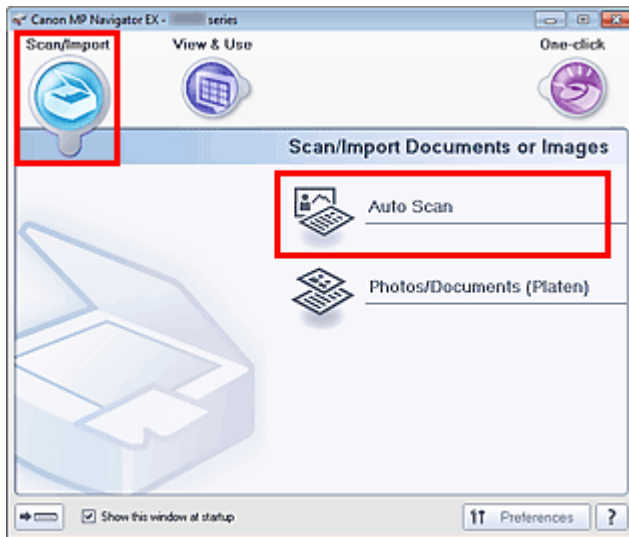 Canon MP Navigator EX - series
Scan/Import View & Use One-click
Scan/Import Documents or Images
Auto Scan
Photos/Documents (Platen)
Show this window at startup
Preferences ?